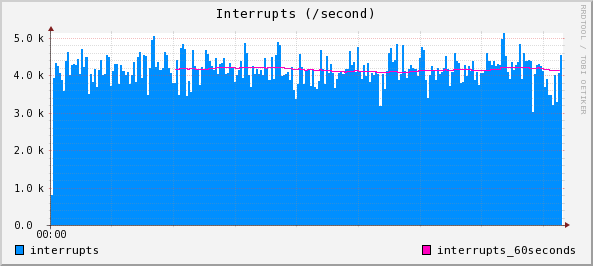 Interrupts (/second)
RRDTOOL / TOBI OETIKER
5.0 k
4.0 k
3.0 k
2.0 k
1.0 k
0.0
00:00
interrupts
interrupts_60seconds